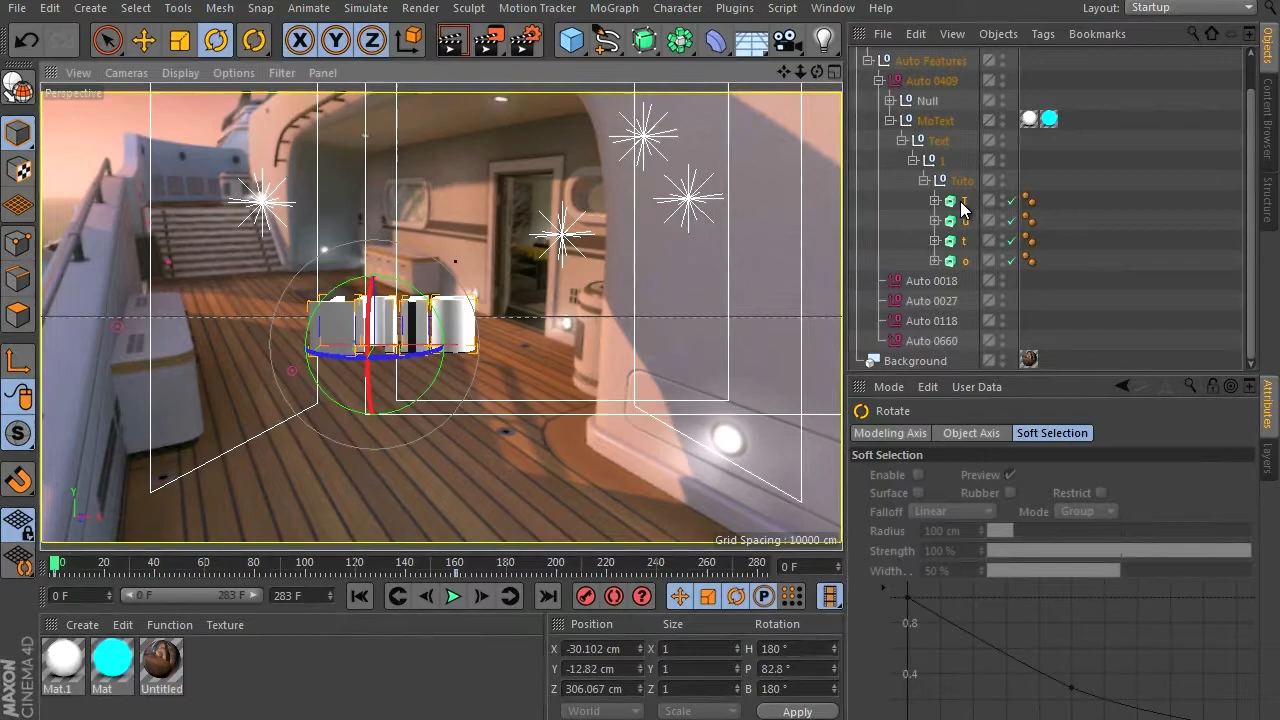 File Edit Create Select Tools Mesh Snap Animate Simulate Render Sculpt Motion Tracker MoGraph Character Plugins Script Window Help Layout: Startup
X Y Z
File Edit View Objects Tags Bookmarks
View Cameras Display Options Filter Panel
Perspective
Auto Features
Auto 0409
Null
MoText
Text
1
Tuto
T
u
t
o
Auto 0018
Auto 0027
Auto 0118
Auto 0660
Background
Objects
Content Browser
Structure
Y
X
Grid Spacing : 10000 cm
Mode Edit User Data
Rotate
Modeling Axis Object Axis Soft Selection
Soft Selection
Enable Preview
Surface Rubber Restrict
Falloff Linear Mode Group
Radius 100 cm
Strength 100 %
Width. . 50 %
0.8
0.4
Attributes
Layers
0 20 40 60 80 100 120 140 160 180 200 220 240 260 280 0 F
0 F 0 F 283 F 283 F
P
Create Edit Function Texture
Mat.1 Mat Untitled
Position Size Rotation
X -30.102 cm X 1 H 180 °
Y -12.82 cm Y 1 P 82.8 °
Z 306.067 cm Z 1 B 180 °
World Scale Apply
MAXON
CINEMA 4D